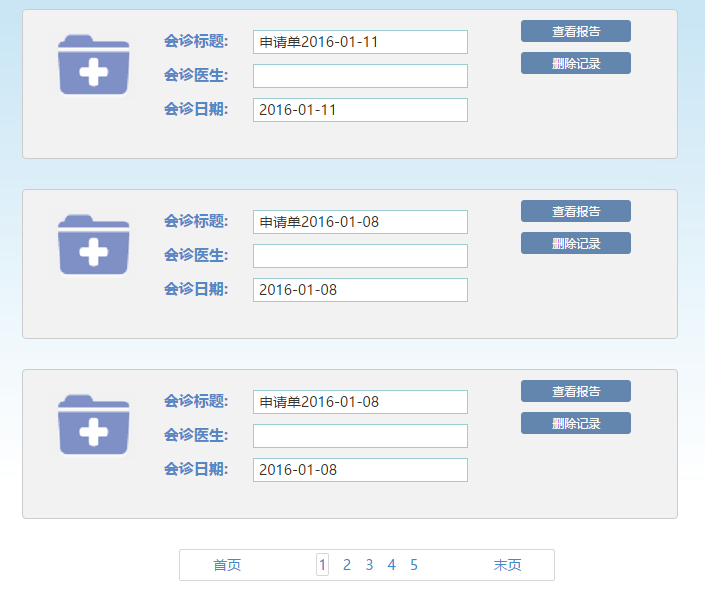 会诊标题: 申请单2016-01-11 查看报告
会诊医生: 删除记录
会诊日期: 2016-01-11
会诊标题: 申请单2016-01-08 查看报告
会诊医生: 删除记录
会诊日期: 2016-01-08
会诊标题: 申请单2016-01-08 查看报告
会诊医生: 删除记录
会诊日期: 2016-01-08
首页 1 2 3 4 5 末页